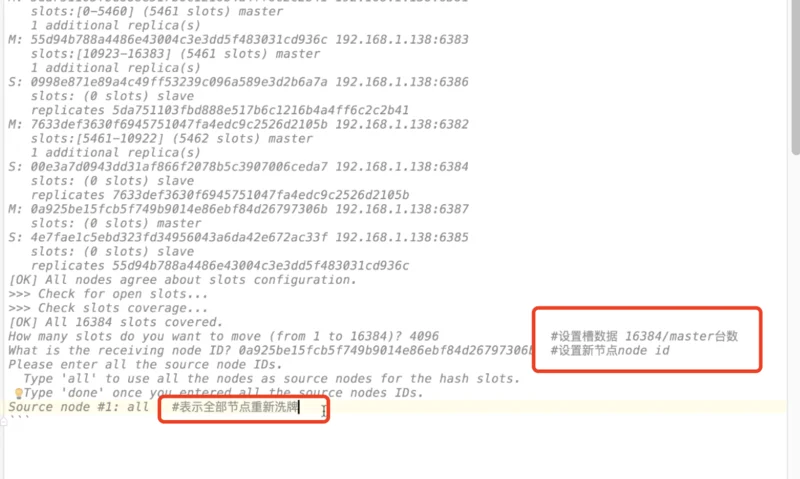 slots:[0-5460] (5461 slots) master
1 additional replica(s)
M: 55d94b788a4486e43004c3e3dd5f483031cd936c 192.168.1.138:6383
slots:[10923-16383] (5461 slots) master
1 additional replica(s)
S: 0998e871e89a4c49ff53239c096a589e3d2b6a7a 192.168.1.138:6386
slots: (0 slots) slave
replicates 5da751103fbd888e517b6c1216b4a4ff6c2c2b41
M: 7633def3630f6945751047fa4edc9c2526d2105b 192.168.1.138:6382
slots:[5461-10922] (5462 slots) master
1 additional replica(s)
S: 00e3a7d0943dd31af866f2078b5c3907006ceda7 192.168.1.138:6384
slots: (0 slots) slave
replicates 7633def3630f6945751047fa4edc9c2526d2105b
M: 0a925be15fcb5f749b9014e86ebf84d26797306b 192.168.1.138:6387
slots: (0 slots) master
S: 4e7fae1c5ebd323fd34956043a6da42e672ac33f 192.168.1.138:6385
slots: (0 slots) slave
replicates 55d94b788a4486e43004c3e3dd5f483031cd936c
[OK] All nodes agree about slots configuration.
>>> Check for open slots...
>>> Check slots coverage...
[OK] All 16384 slots covered.
How many slots do you want to move (from 1 to 16384)? 4096 #设置槽数据 16384/master台数
What is the receiving node ID? 0a925be15fcb5f749b9014e86ebf84d26797306b #设置新节点node id
Please enter all the source node IDs.
Type 'all' to use all the nodes as source nodes for the hash slots.
Type 'done' once you entered all the source nodes IDs.
Source node #1: all #表示全部节点重新洗牌
```